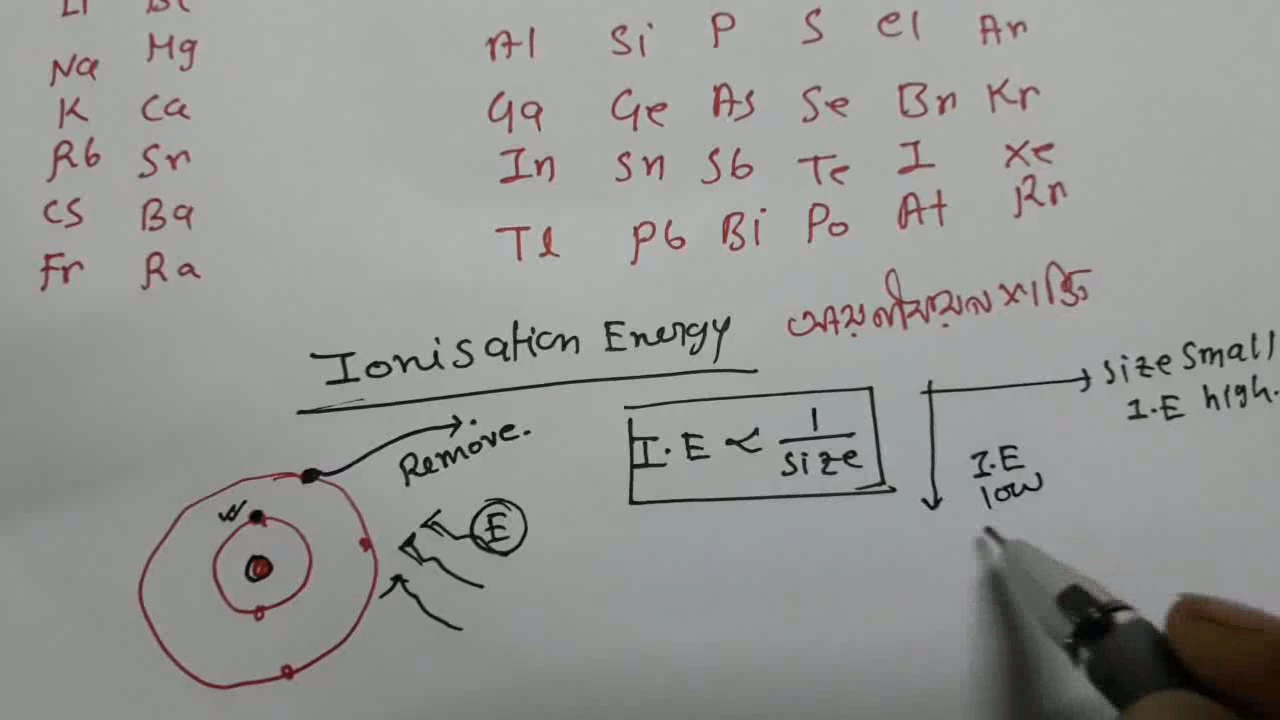 Na Mg Al Si P S Cl Ar
K Ca Ga Ge As Se Br Kr
Rb Sr In Sn Sb Te I Xe
Cs Ba Tl Pb Bi Po At Rn
Fr Ra
Ionisation Energy
Remove.
I.E ∝ 1/size
size small
I.E high.
I.E
low
E